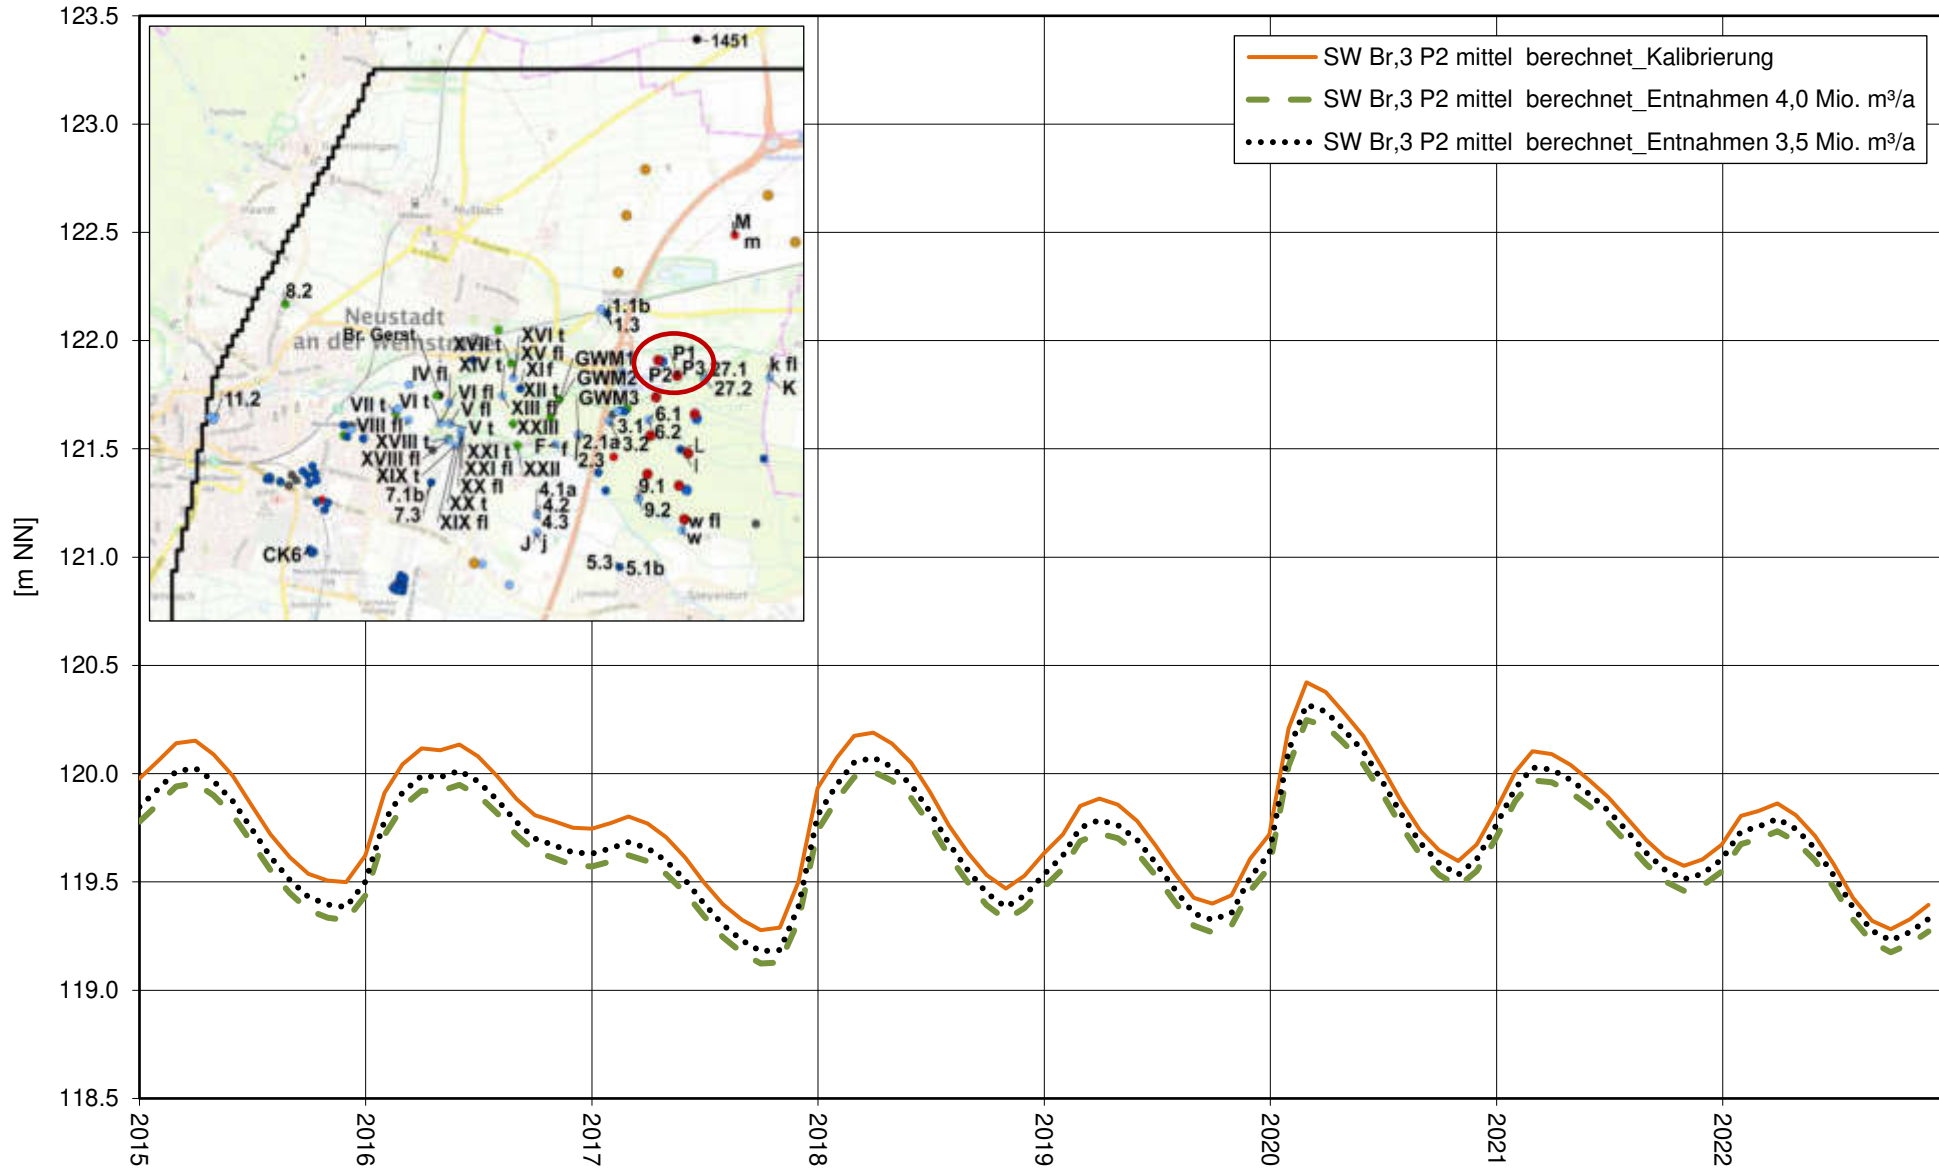 123.5
123.0
122.5
122.0
121.5
121.0
120.5
120.0
119.5
119.0
118.5
[m NN]
2015
2016
2017
2018
2019
2020
2021
2022
SW Br,3 P2 mittel berechnet_Kalibrierung
SW Br,3 P2 mittel berechnet_Entnahmen 4,0 Mio. m³/a
SW Br,3 P2 mittel berechnet_Entnahmen 3,5 Mio. m³/a
1451
M
m
8.2
1.1b
1.3
Neustadt
an der Weinstraße
Br. Gerst
XVII t
XVI t
XV fl
XIV t
XI f
GWM1
GWM2
GWM3
P1
P2
P3
27.1
27.2
k fl
K
IV fl
VI fl
XII t
XIII fl
11.2
VII t
VI t
V fl
V t
VIII fl
XXIII
6.1
6.2
3.1
3.2
XVIII t
XVIII fl
XIX t
XXI t
XXI fl
XXII
F
f
2.1a
2.3
L
l
7.1b
7.3
XX fl
XX t
XIX fl
4.1a
4.2
4.3
J
j
9.1
9.2
w fl
w
CK6
5.3
5.1b